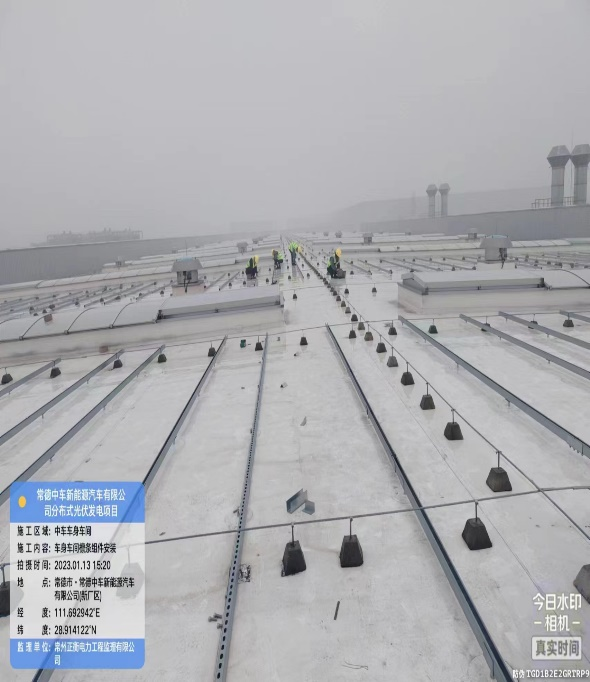 常德中车新能源汽车有限公
司分布式光伏发电项目
施工区域: 中车车身车间
施工内容: 车身车间檩条组件安装
拍摄时间: 2023.01.13 15:20
地 点: 常德市·常德中车新能源汽车
有限公司(新厂区)
经 度: 111.692942°E
纬 度: 28.914122°N
监理单位: 常州正衡电力工程监理有限公
司
今日水印
-相机-
真实时间
防伪 TGD1B2E2GRTRP9